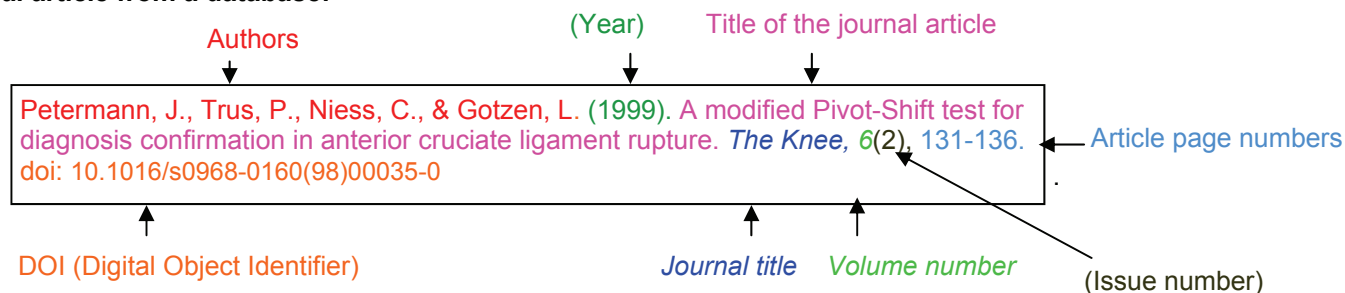 (Year) Title of the journal article
Authors
Petermann, J., Trus, P., Niess, C., & Gotzen, L. (1999). A modified Pivot-Shift test for
diagnosis confirmation in anterior cruciate ligament rupture. The Knee, 6(2), 131-136.
doi: 10.1016/s0968-0160(98)00035-0
Article page numbers
.
DOI (Digital Object Identifier) Journal title Volume number
(Issue number)